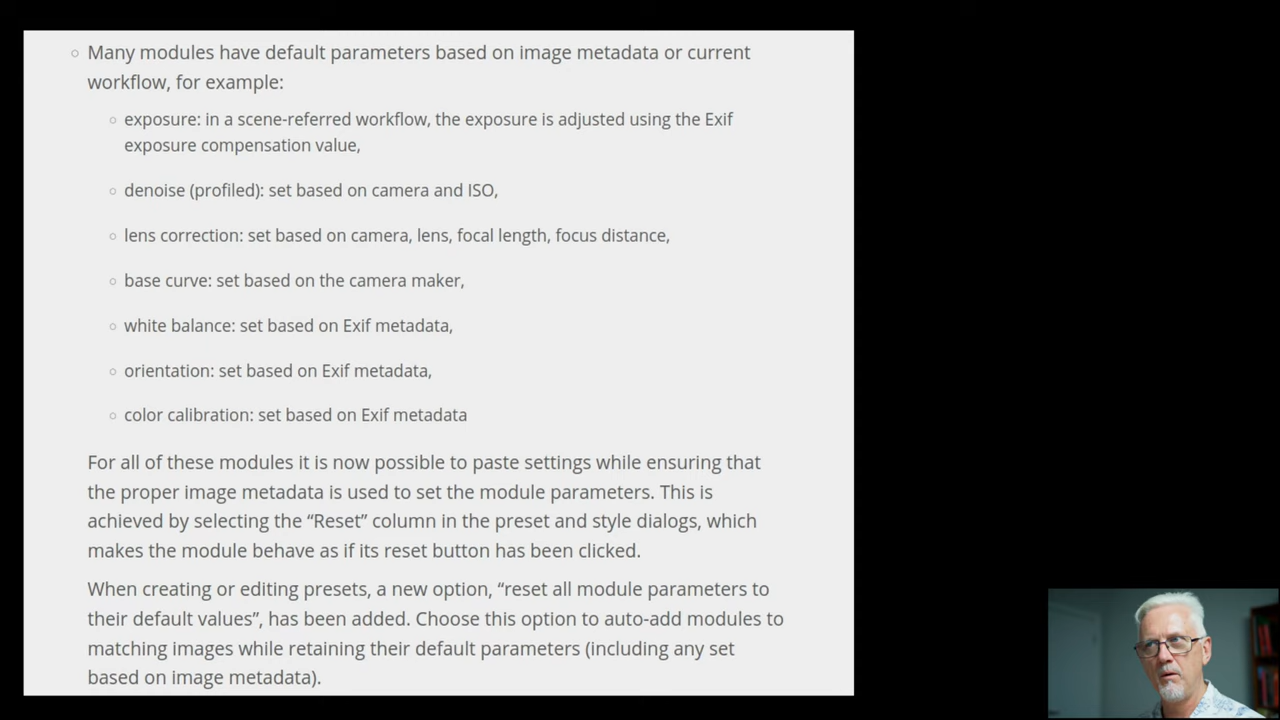 Many modules have default parameters based on image metadata or current
workflow, for example:
exposure: in a scene-referred workflow, the exposure is adjusted using the Exif
exposure compensation value,
denoise (profiled): set based on camera and ISO,
lens correction: set based on camera, lens, focal length, focus distance,
base curve: set based on the camera maker,
white balance: set based on Exif metadata,
orientation: set based on Exif metadata,
color calibration: set based on Exif metadata
For all of these modules it is now possible to paste settings while ensuring that
the proper image metadata is used to set the module parameters. This is
achieved by selecting the “Reset” column in the preset and style dialogs, which
makes the module behave as if its reset button has been clicked.
When creating or editing presets, a new option, “reset all module parameters to
their default values”, has been added. Choose this option to auto-add modules to
matching images while retaining their default parameters (including any set
based on image metadata).